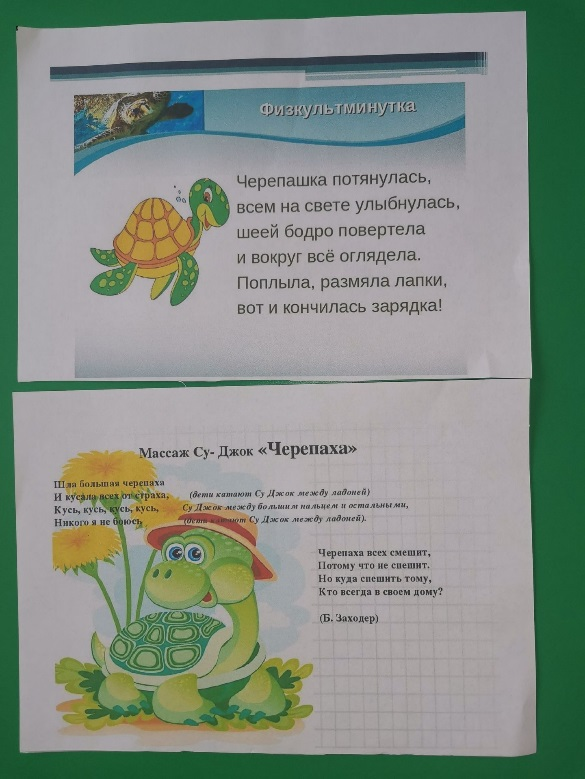 Физкультминутка
Черепашка потянулась,
всем на свете улыбнулась,
шеей бодро повертела
и вокруг всё оглядела.
Поплыла, размяла лапки,
вот и кончилась зарядка!
Массаж Су- Джок «Черепаха»
Шла большая черепаха
И кусала всех от страха, (дети катают Су Джок между ладоней)
Кусь, кусь, кусь, кусь, Су Джок между большим пальцем и остальными,
Никого я не боюсь (дети катают Су Джок между ладоней).
Черепаха всех смешит,
Потому что не спешит.
Но куда спешить тому,
Кто всегда в своем дому?
(Б. Заходер)